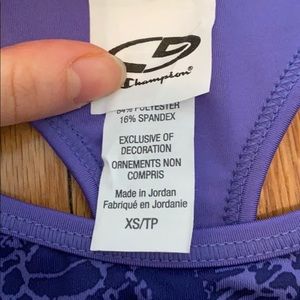 Champion
84% POLYESTER
16% SPANDEX
EXCLUSIVE OF
DECORATION
ORNEMENTS NON
COMPRIS
Made in Jordan
Fabriqué en Jordanie
XS/TP